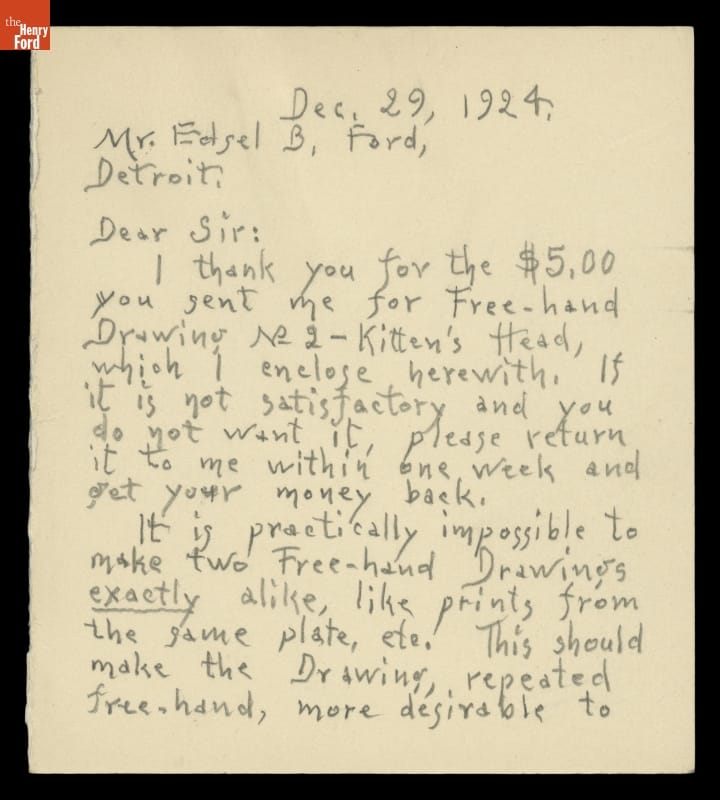 the
Henry
Ford
Dec. 29, 1924.
Mr. Edsel B. Ford,
Detroit.
Dear Sir:
I thank you for the $5.00
you sent me for Free-hand
Drawing № 2 – Kitten's Head,
which I enclose herewith. If
it is not satisfactory and you
do not want it, please return
it to me within one week and
get your money back.
It is practically impossible to
make two Free-hand Drawings
exactly alike, like prints from
the same plate, etc. This should
make the Drawing, repeated
free-hand, more desirable to